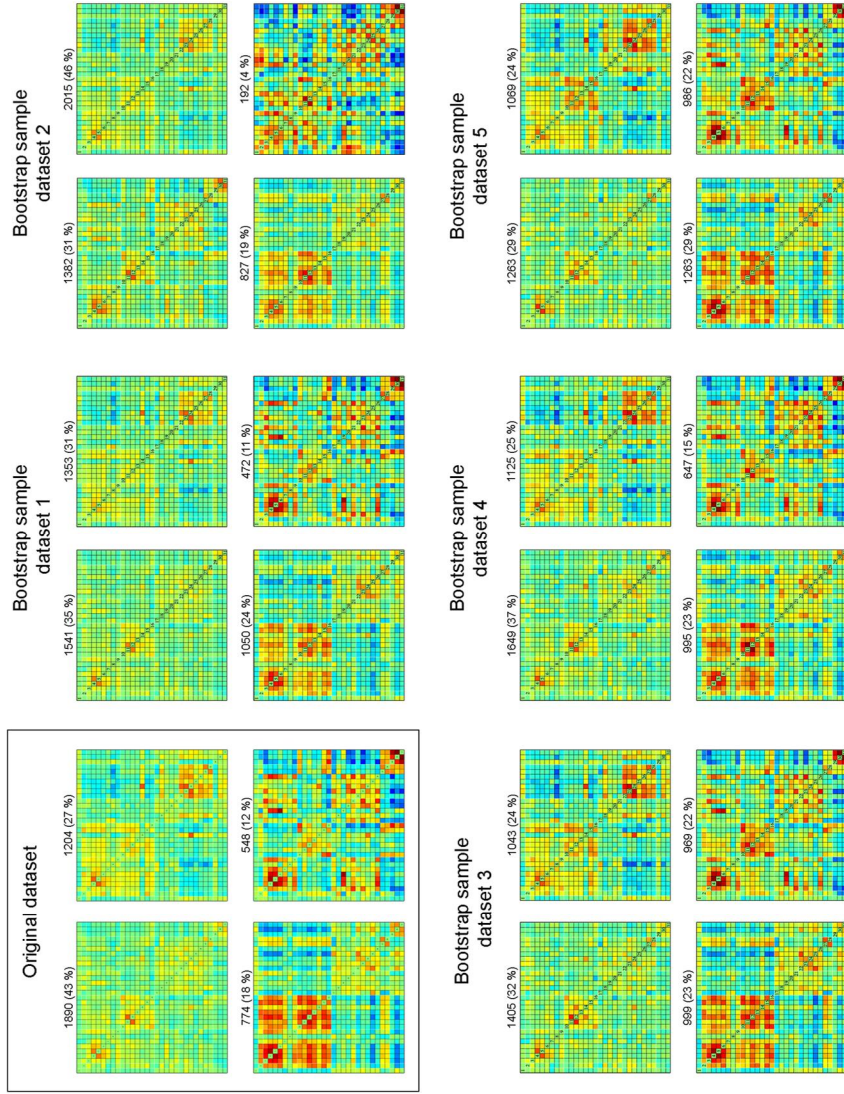 Original dataset
Bootstrap sample
dataset 1
Bootstrap sample
dataset 2
1890 (43 %)
1204 (27 %)
1541 (35 %)
1353 (31 %)
1382 (31 %)
2015 (46 %)
774 (18 %)
548 (12 %)
1050 (24 %)
472 (11 %)
827 (19 %)
192 (4 %)
Bootstrap sample
dataset 3
Bootstrap sample
dataset 4
Bootstrap sample
dataset 5
1405 (32 %)
1043 (24 %)
1649 (37 %)
1125 (25 %)
1263 (29 %)
1069 (24 %)
999 (23 %)
969 (22 %)
995 (23 %)
647 (15 %)
1263 (29 %)
986 (22 %)